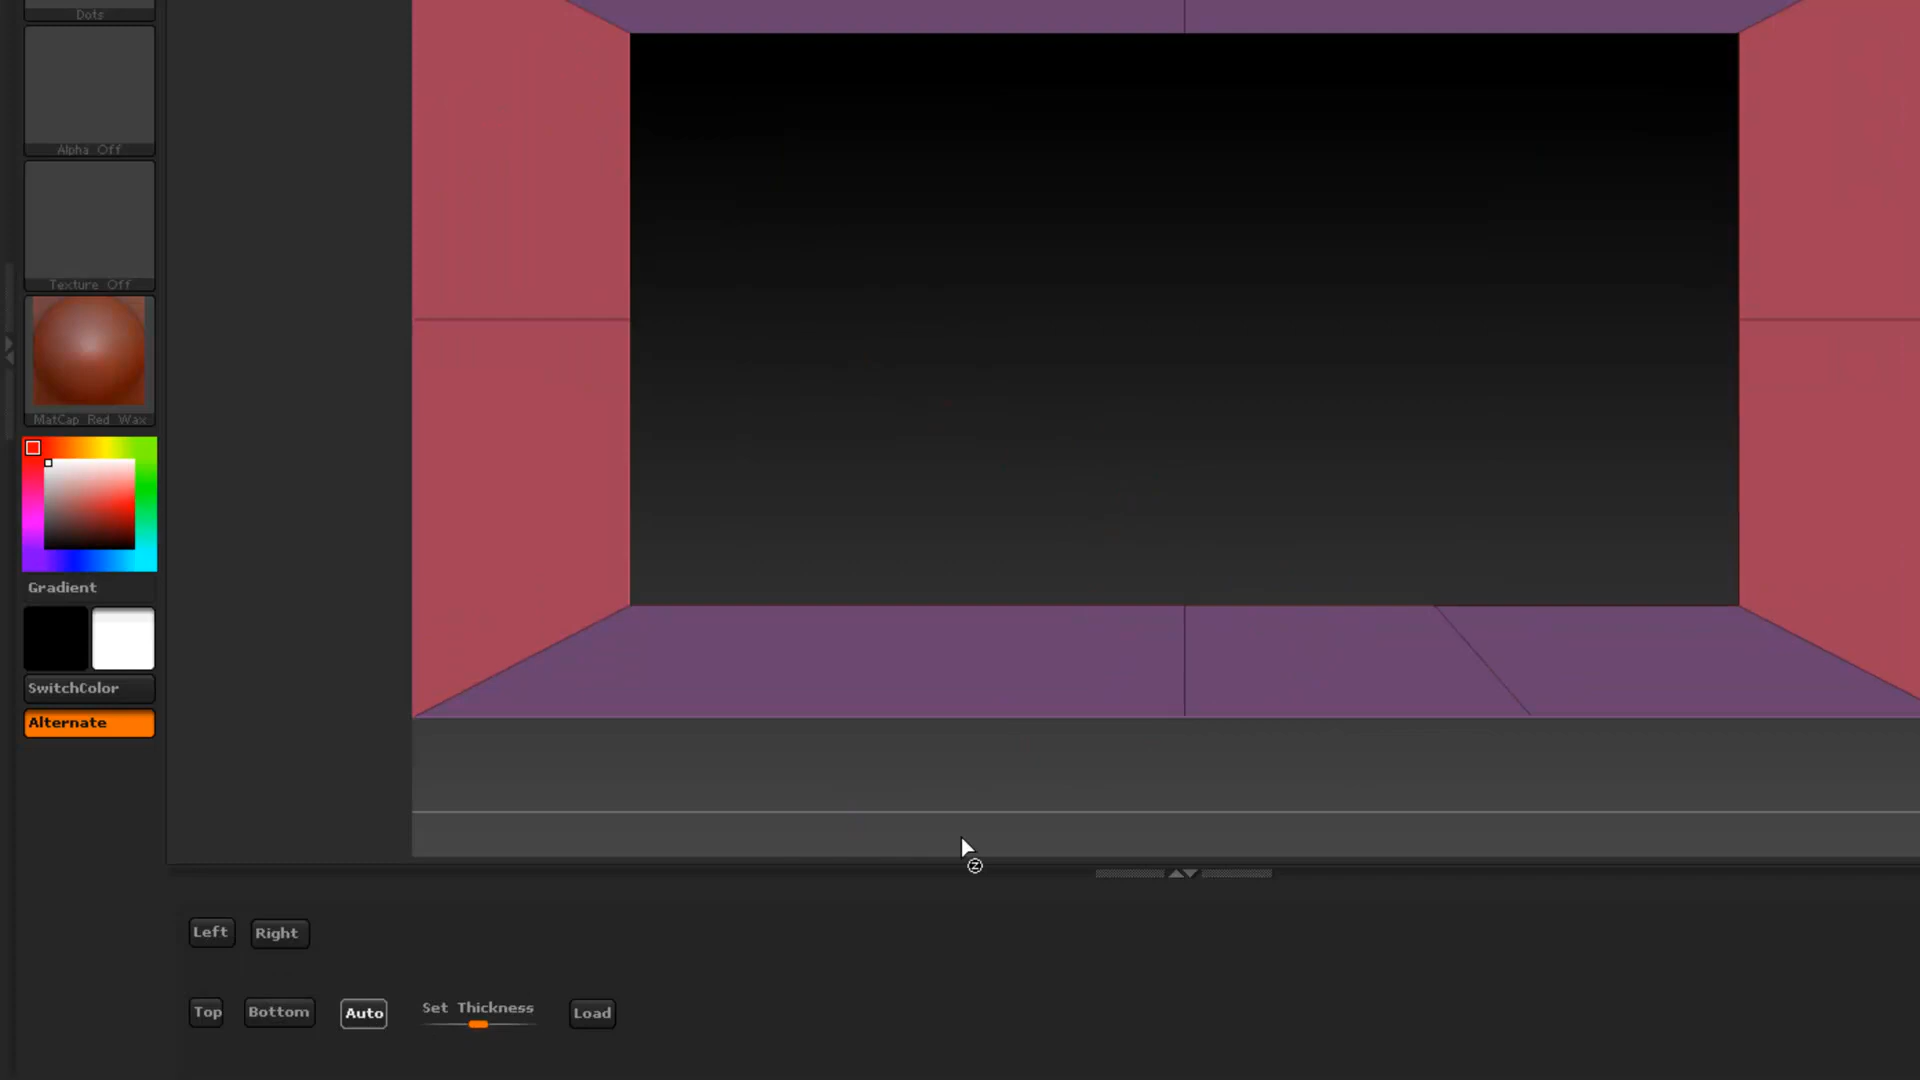 Dots
Alpha Off
Texture Off
MatCap Red Wax
Gradient
SwitchColor
Alternate
Left Right
Top Bottom Auto Set Thickness Load